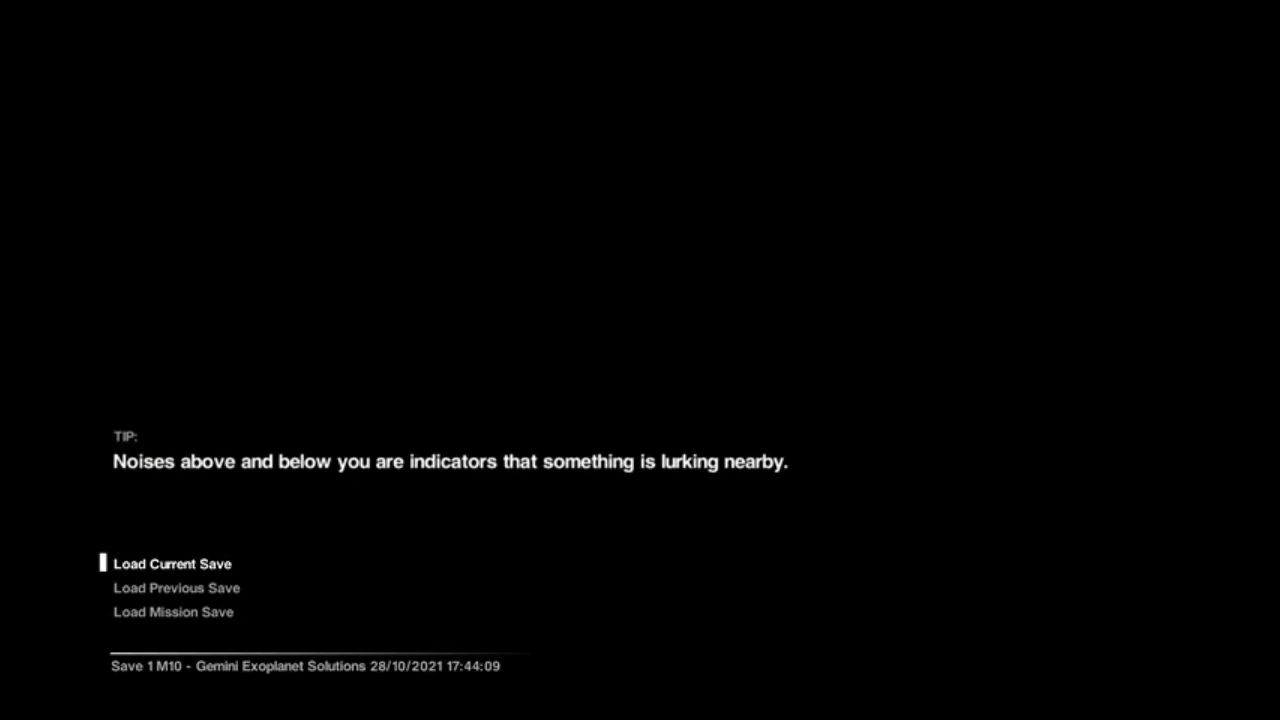 TIP:
Noises above and below you are indicators that something is lurking nearby.
Load Current Save
Load Previous Save
Load Mission Save
Save 1 M10 - Gemini Exoplanet Solutions 28/10/2021 17:44:09